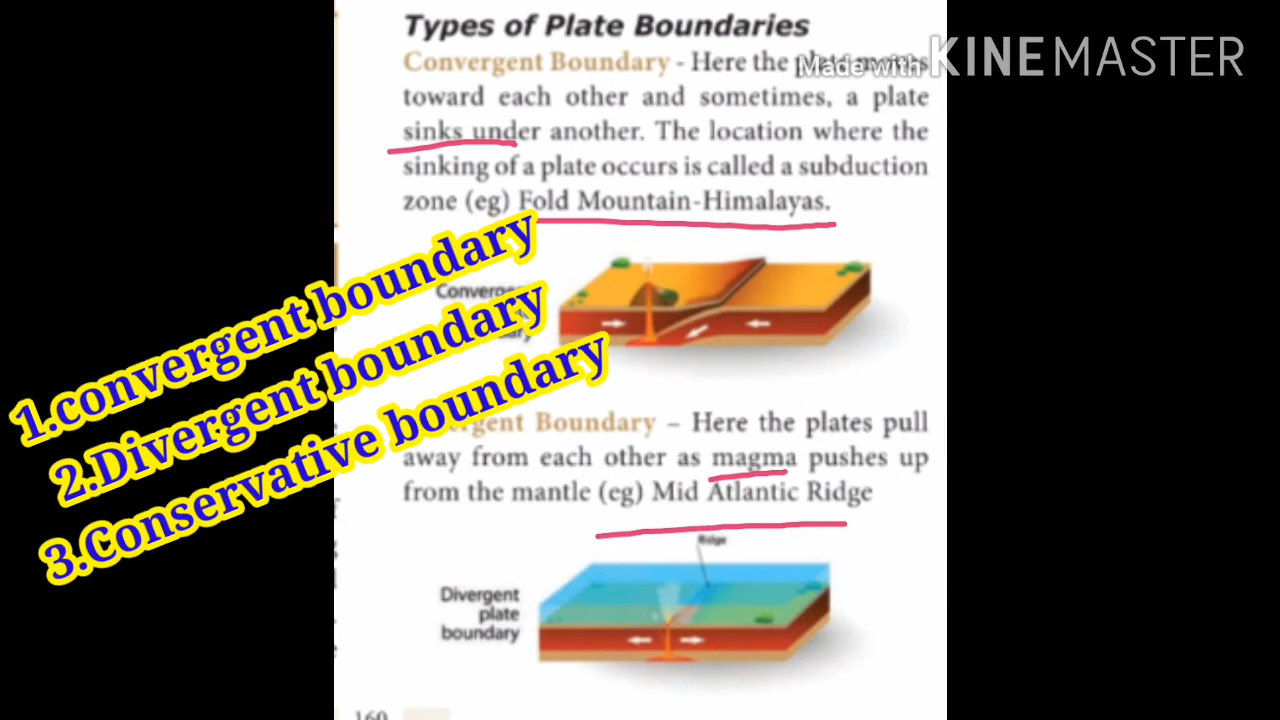 Types of Plate Boundaries
Convergent Boundary - Here the
toward each other and sometimes, a plate
sinks under another. The location where the
sinking of a plate occurs is called a subduction
zone (eg) Fold Mountain-Himalayas.
Made with KINEMASTER
1.convergent boundary
2.Divergent boundary
3.Conservative boundary
Boundary – Here the plates pull
away from each other as magma pushes up
from the mantle (eg) Mid Atlantic Ridge
Ridge
Divergent
plate
boundary
160